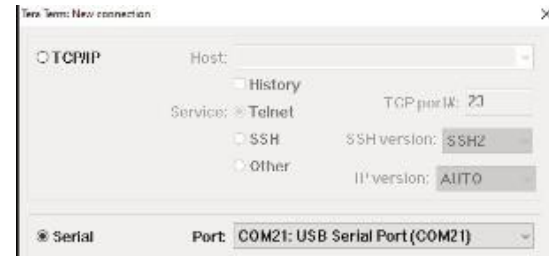 Tera Term: New connection
TCP/IP Host:
History
Service: Telnet TCP port#: 23
SSH SSH version: SSH2
Other IP version: AUTO
Serial Port: COM21: USB Serial Port (COM21)